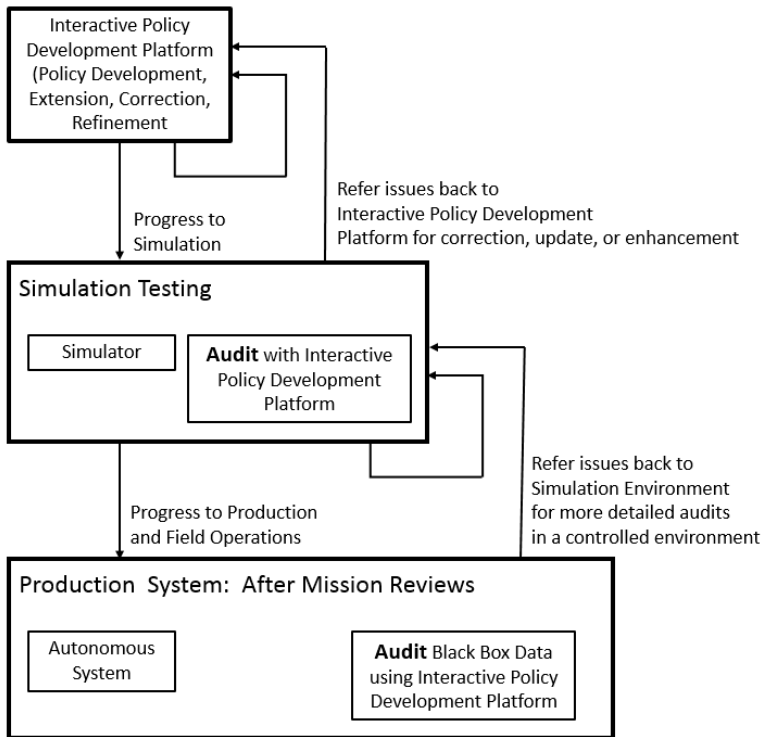 Interactive Policy
Development Platform
(Policy Development,
Extension, Correction,
Refinement
Progress to
Simulation
Refer issues back to
Interactive Policy Development
Platform for correction, update, or enhancement
Simulation Testing
Simulator
Audit with Interactive
Policy Development
Platform
Progress to Production
and Field Operations
Refer issues back to
Simulation Environment
for more detailed audits
in a controlled environment
Production System: After Mission Reviews
Autonomous
System
Audit Black Box Data
using Interactive Policy
Development Platform